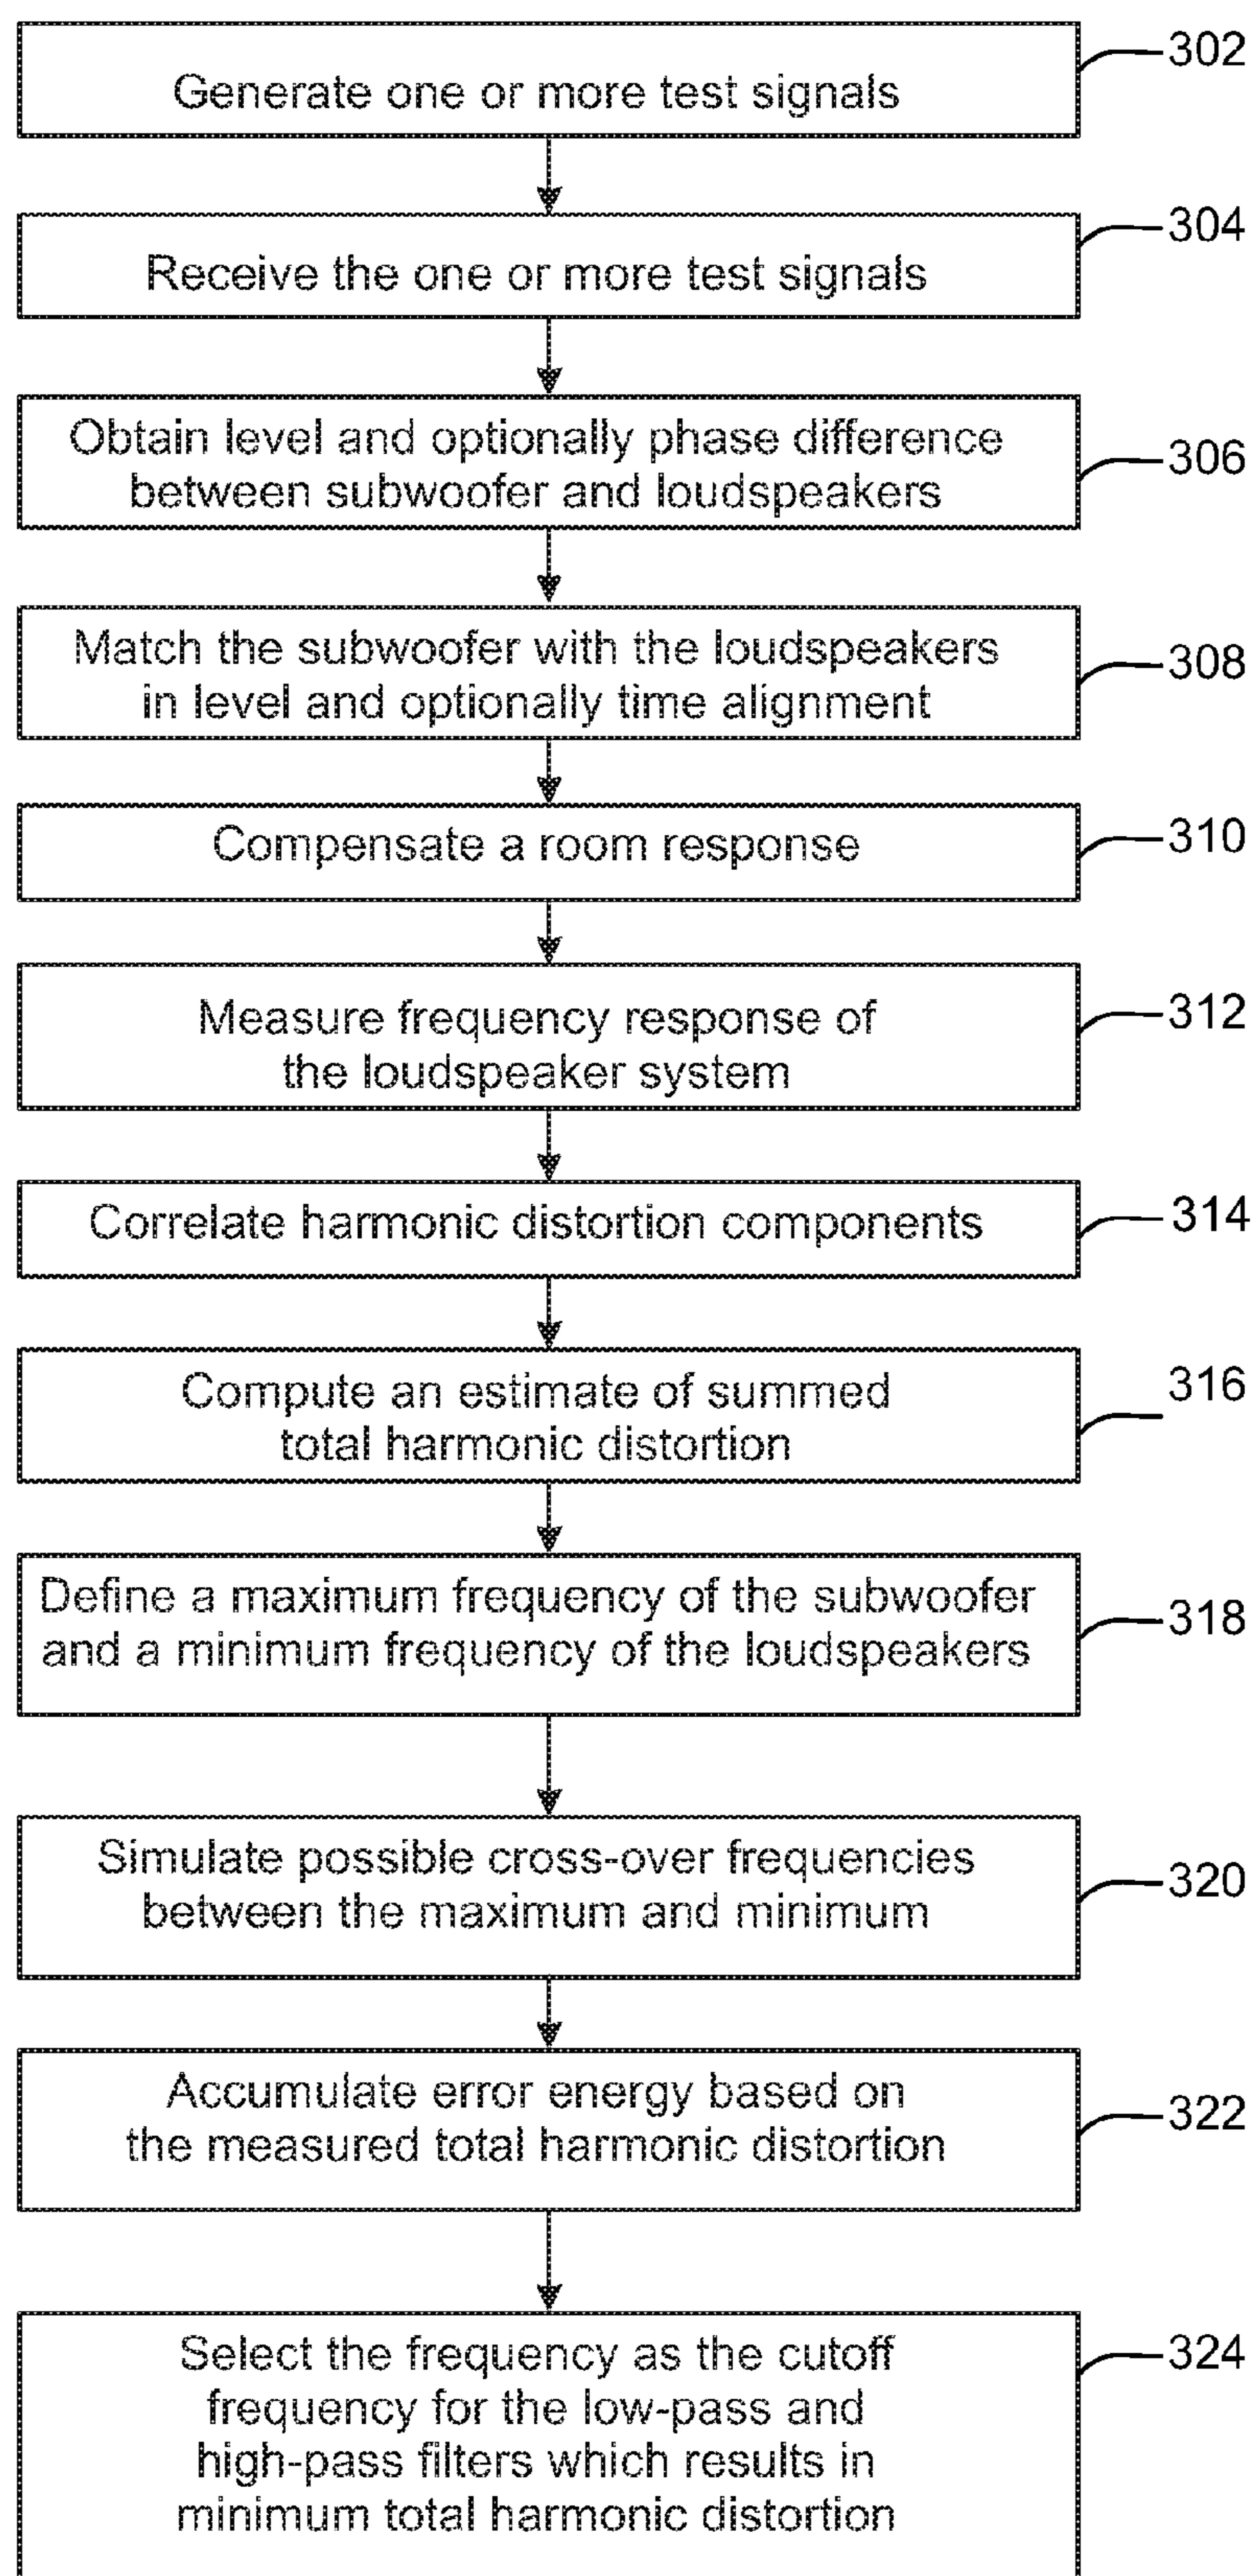 302
Generate one or more test signals
304
Receive the one or more test signals
Obtain level and optionally phase difference
between subwoofer and loudspeakers
306
Match the subwoofer with the loudspeakers
in level and optionally time alignment
308
Compensate a room response
310
Measure frequency response of
the loudspeaker system
312
Correlate harmonic distortion components
314
Compute an estimate of summed
total harmonic distortion
316
Define a maximum frequency of the subwoofer
and a minimum frequency of the loudspeakers
318
Simulate possible cross-over frequencies
between the maximum and minimum
320
Accumulate error energy based on
the measured total harmonic distortion
322
Select the frequency as the cutoff
frequency for the low-pass and
high-pass filters which results in
minimum total harmonic distortion
324